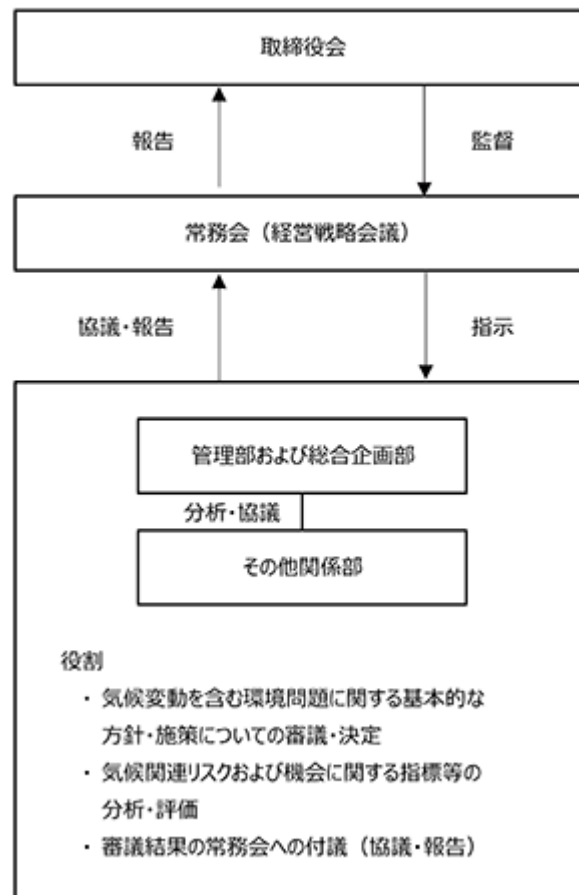 取締役会
報告
監督
常務会（経営戦略会議）
協議・報告
指示
管理部および総合企画部
分析・協議
その他関係部
役割
・ 気候変動を含む環境問題に関する基本的な
方針・施策についての審議・決定
・ 気候関連リスクおよび機会に関する指標等の
分析・評価
・ 審議結果の常務会への付議（協議・報告）